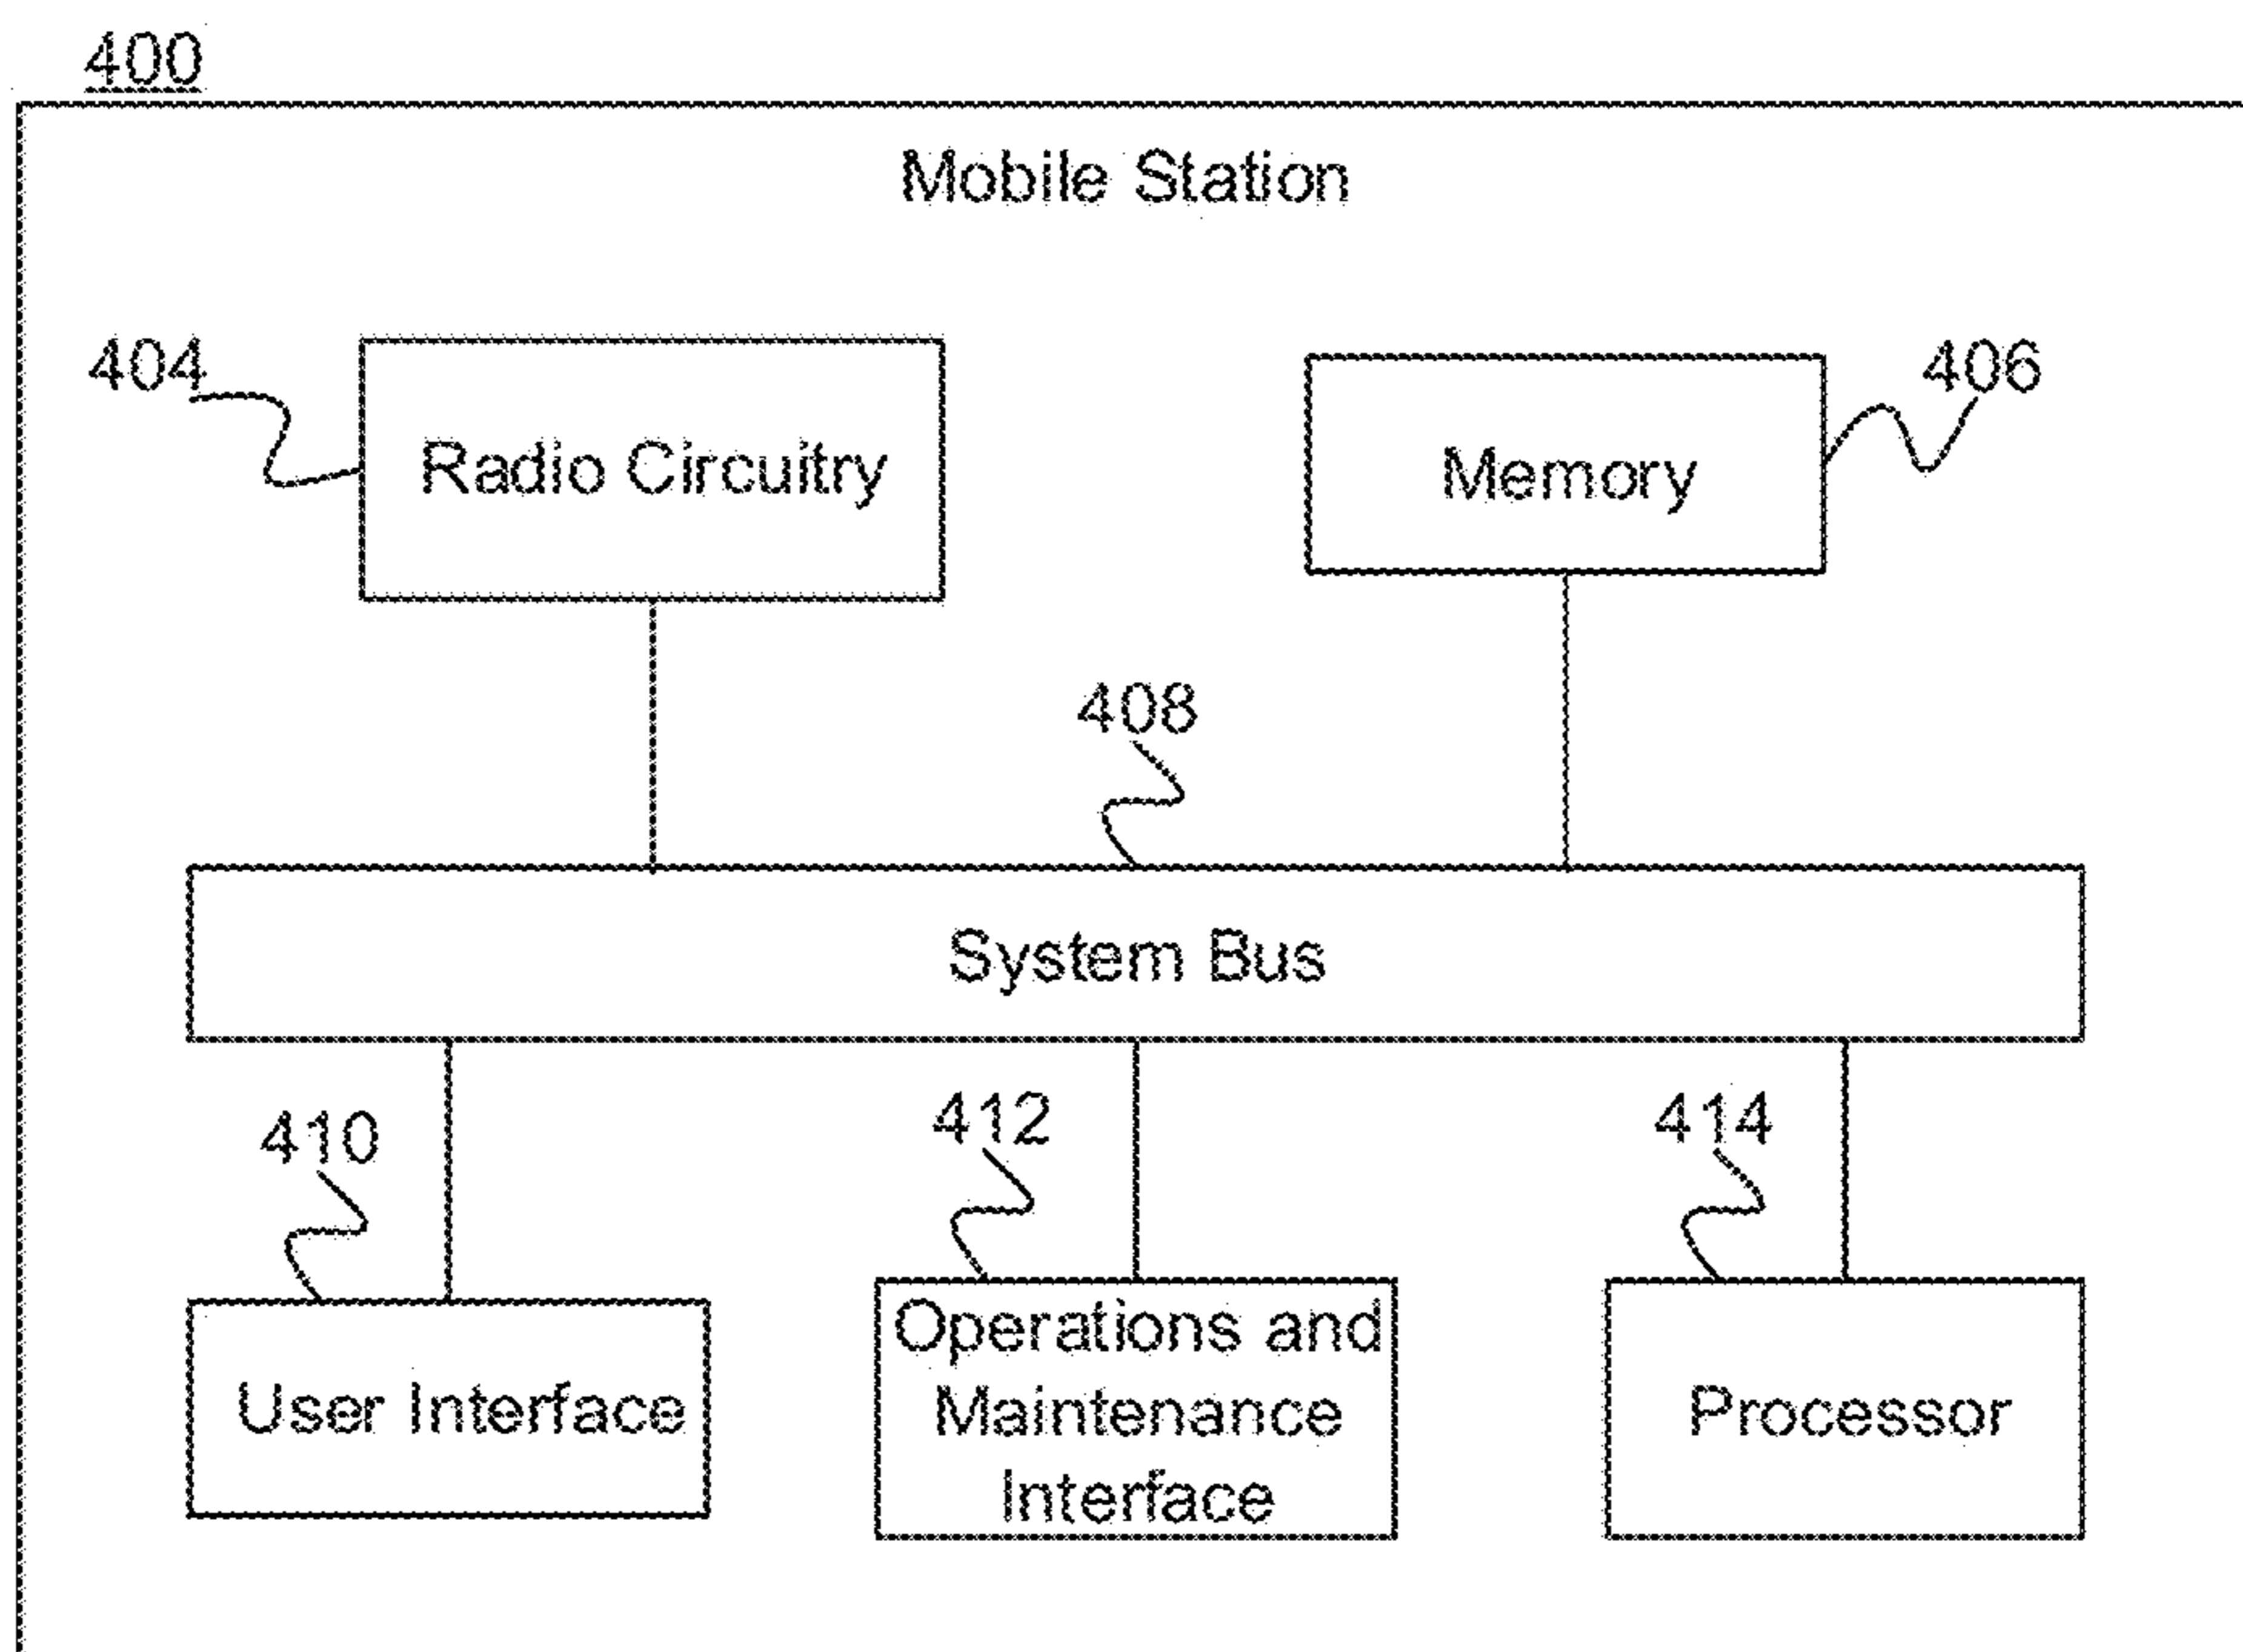 400
Mobile Station
404
406
Radio Circuitry
Memory
408
System Bus
410
412
414
User Interface
Operations and
Maintenance
Interface
Processor